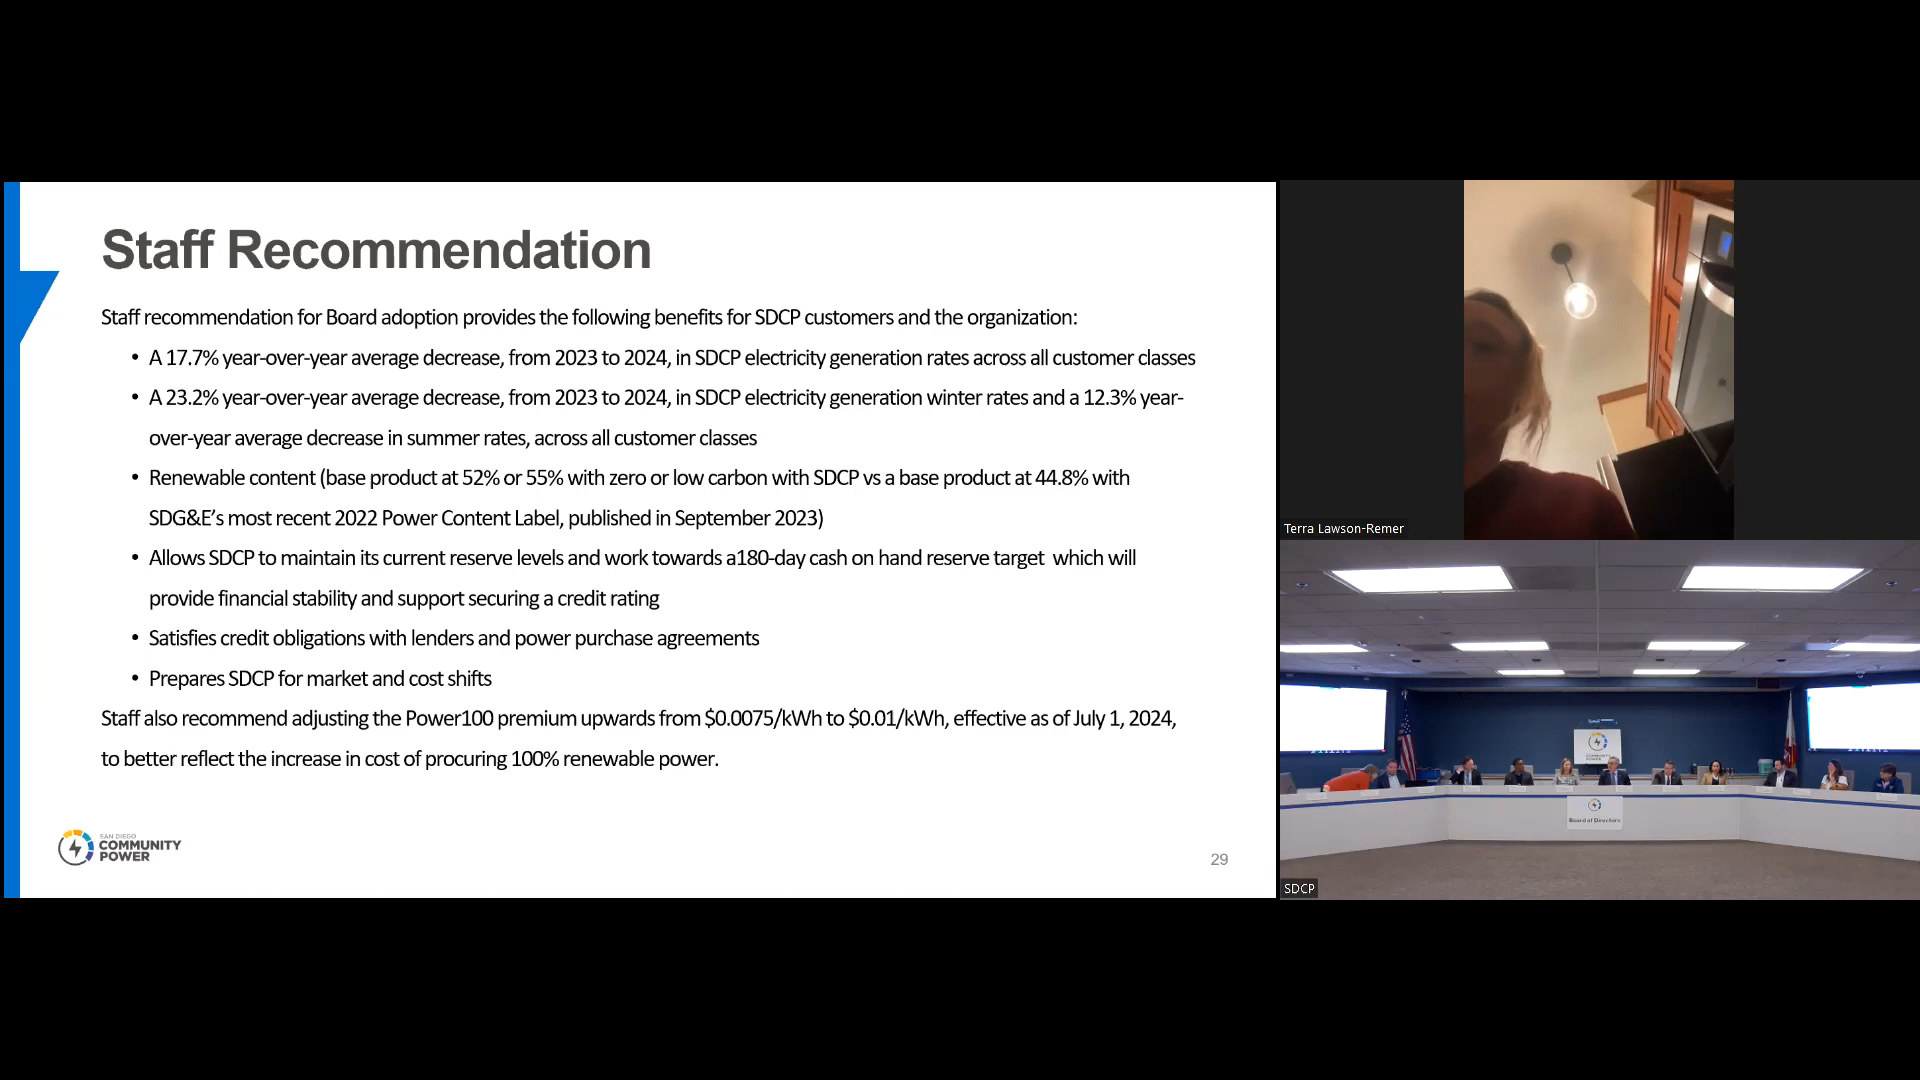 Staff Recommendation
Staff recommendation for Board adoption provides the following benefits for SDCP customers and the organization:
• A 17.7% year-over-year average decrease, from 2023 to 2024, in SDCP electricity generation rates across all customer classes
• A 23.2% year-over-year average decrease, from 2023 to 2024, in SDCP electricity generation winter rates and a 12.3% year-
over-year average decrease in summer rates, across all customer classes
• Renewable content (base product at 52% or 55% with zero or low carbon with SDCP vs a base product at 44.8% with
SDG&E’s most recent 2022 Power Content Label, published in September 2023)
• Allows SDCP to maintain its current reserve levels and work towards a180-day cash on hand reserve target  which will
provide financial stability and support securing a credit rating
• Satisfies credit obligations with lenders and power purchase agreements
• Prepares SDCP for market and cost shifts
Staff also recommend adjusting the Power100 premium upwards from $0.0075/kWh to $0.01/kWh, effective as of July 1, 2024,
to better reflect the increase in cost of procuring 100% renewable power.
SAN DIEGO
COMMUNITY
POWER
29
Terra Lawson-Remer
COMMUNITY
POWER
Board of Directors
SDCP